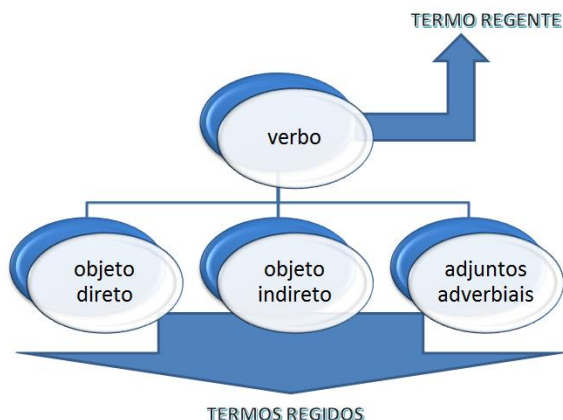 TERMO REGENTE
verbo
objeto
direto
objeto
indireto
adjuntos
adverbiais
TERMOS REGIDOS